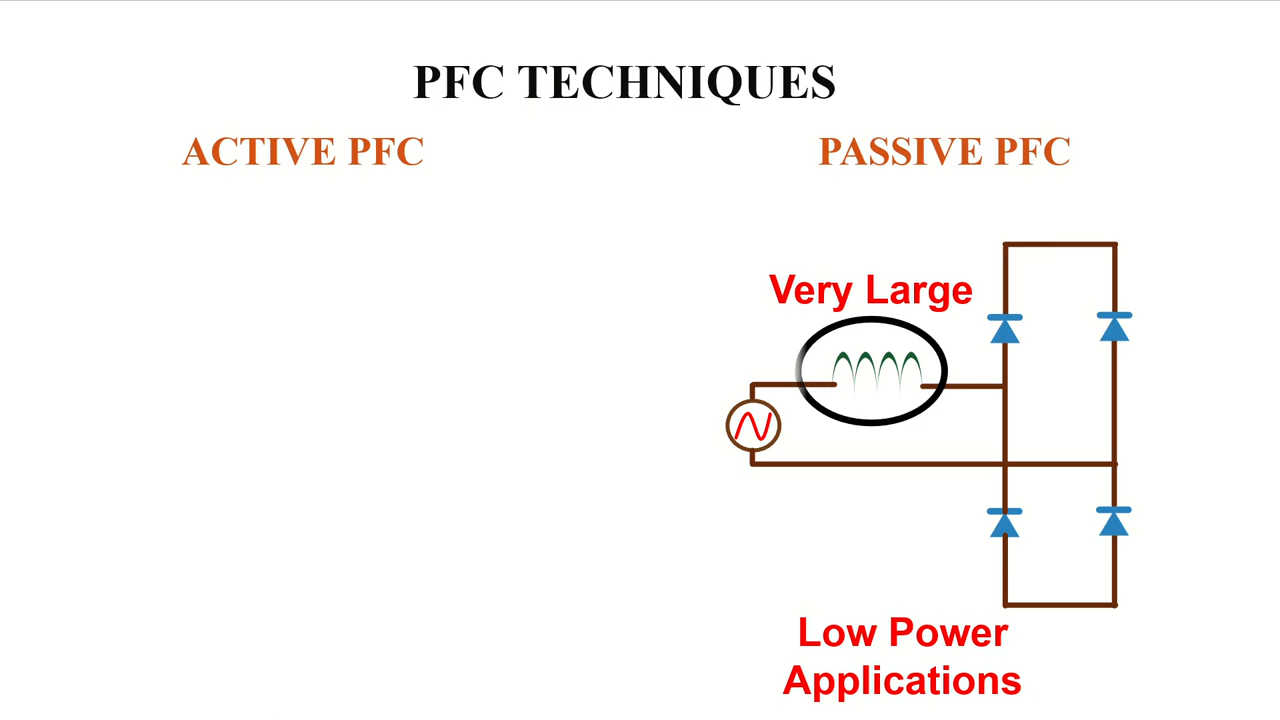 PFC TECHNIQUES
ACTIVE PFC
PASSIVE PFC
Very Large
Low Power
Applications